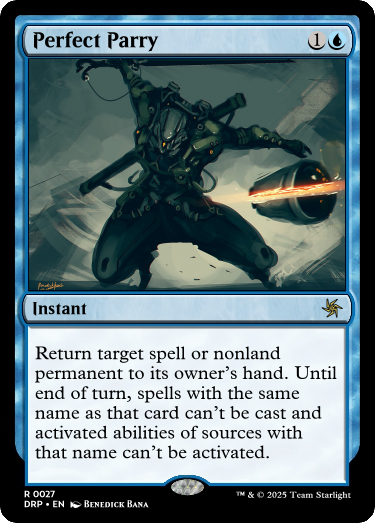 Perfect Parry
1
Instant
Return target spell or nonland
permanent to its owner's hand. Until
end of turn, spells with the same
name as that card can't be cast and
activated abilities of sources with
that name can't be activated.
R 0027
DRP • EN Benedick Bana
™ & © 2025 Team Starlight